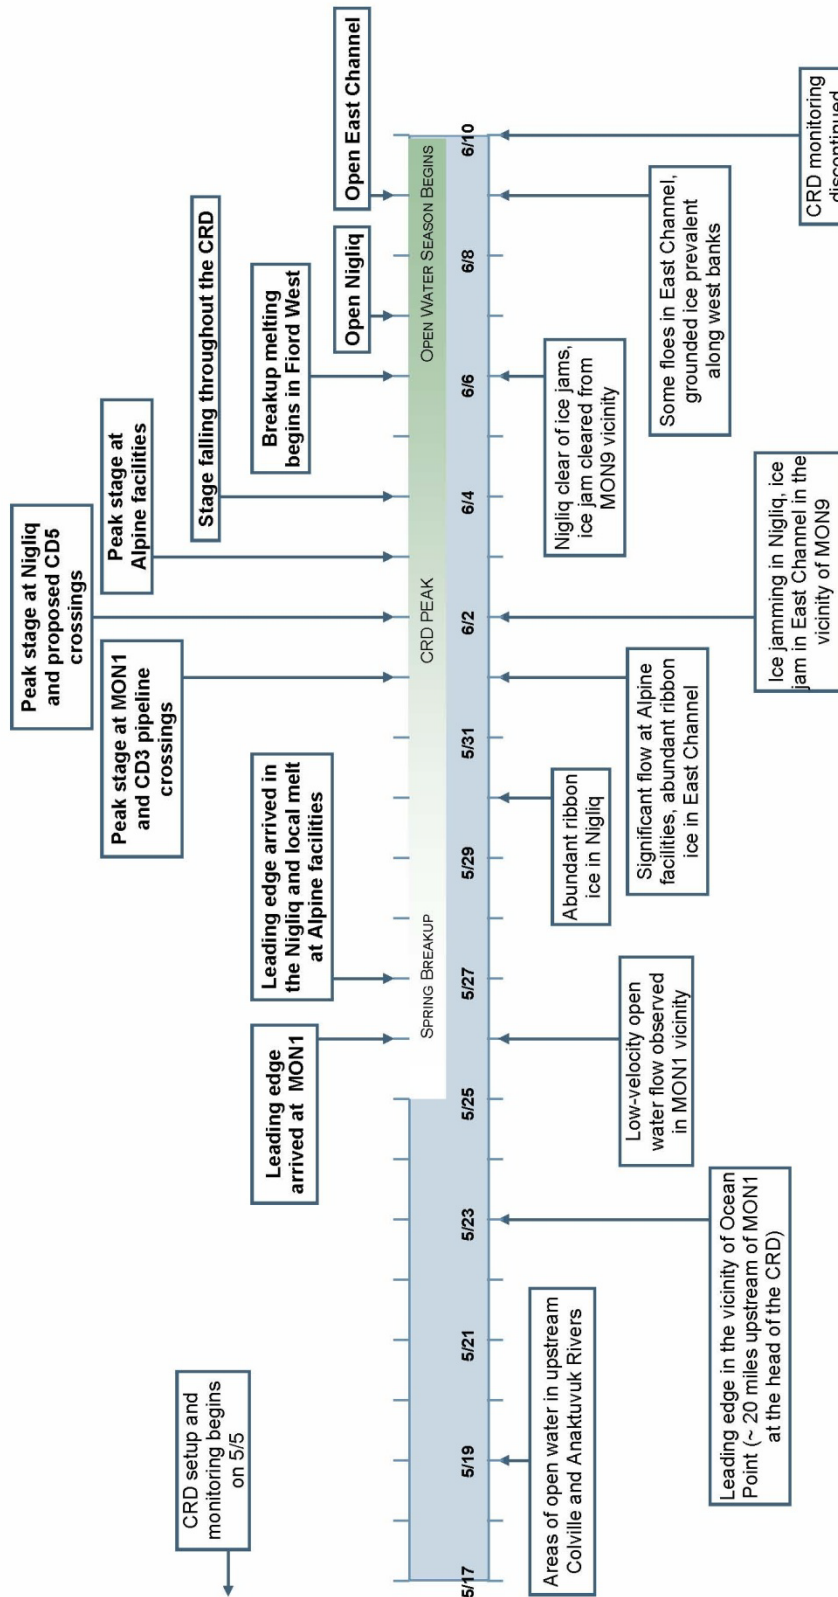 CRD setup and
monitoring begins
on 5/5
Leading edge
arrived at MON1
Leading edge arrived in
the Nigliq and local melt
at Alpine facilities
Peak stage at MON1
and CD3 pipeline
crossings
Peak stage at Nigliq
and proposed CD5
crossings
Peak stage at
Alpine facilities
Stage falling throughout the CRD
Breakup melting
begins in Fiord West
Open Nigliq
Open East Channel
SPRING BREAKUP
CRD PEAK
OPEN WATER SEASON BEGINS
5/17
5/19
5/21
5/23
5/25
5/27
5/29
5/31
6/2
6/4
6/6
6/8
6/10
Areas of open water in upstream
Colville and Anaktuvuk Rivers
Leading edge in the vicinity of Ocean
Point (~ 20 miles upstream of MON1
at the head of the CRD)
Low-velocity open
water flow observed
in MON1 vicinity
Abundant ribbon
ice in Nigliq
Significant flow at Alpine
facilities, abundant ribbon
ice in East Channel
Ice jamming in Nigliq, ice
jam in East Channel in the
vicinity of MON9
Nigliq clear of ice jams,
ice jam cleared from
MON9 vicinity
Some floes in East Channel,
grounded ice prevalent
along west banks
CRD monitoring
discontinued